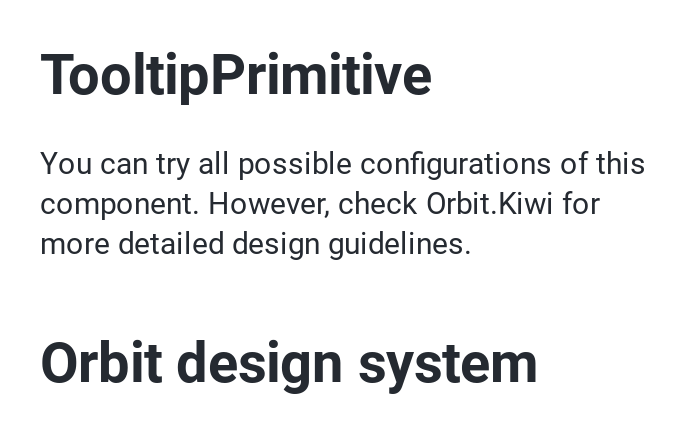 TooltipPrimitive
You can try all possible configurations of this
component. However, check Orbit.Kiwi for
more detailed design guidelines.
Orbit design system